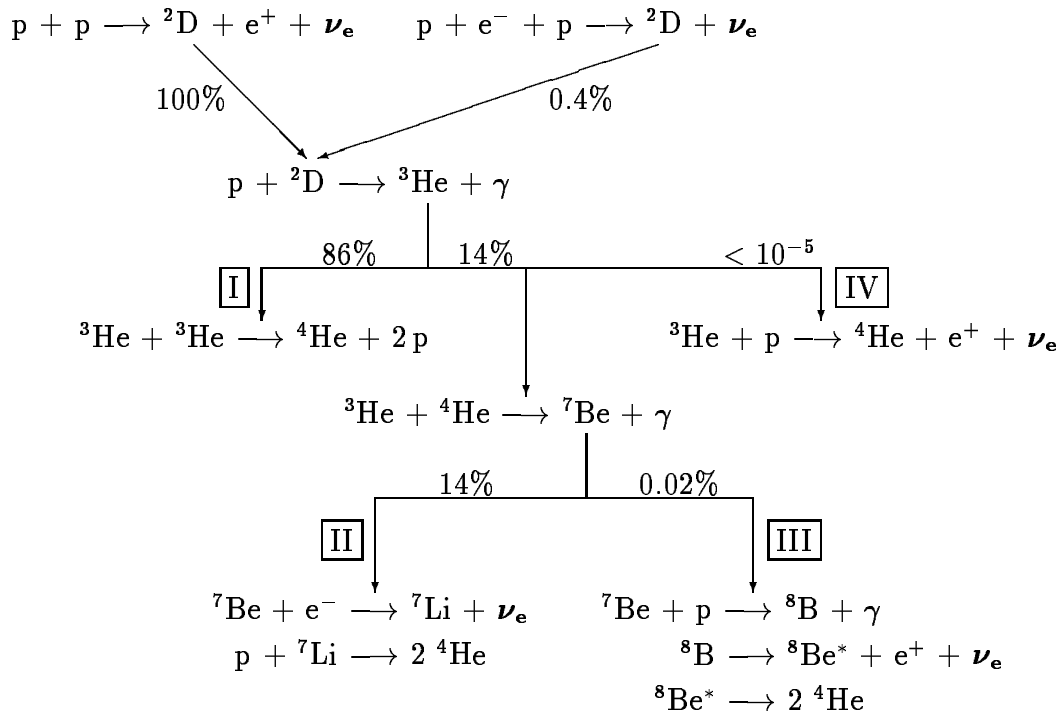 p + p ⟶ ²D + e⁺ + νₑ p + e⁻ + p ⟶ ²D + νₑ
100% 0.4%
p + ²D ⟶ ³He + γ
86% 14% < 10⁻⁵
I IV
³He + ³He ⟶ ⁴He + 2 p ³He + p ⟶ ⁴He + e⁺ + νₑ
³He + ⁴He ⟶ ⁷Be + γ
14% 0.02%
II III
⁷Be + e⁻ ⟶ ⁷Li + νₑ ⁷Be + p ⟶ ⁸B + γ
p + ⁷Li ⟶ 2 ⁴He ⁸B ⟶ ⁸Be* + e⁺ + νₑ
⁸Be* ⟶ 2 ⁴He